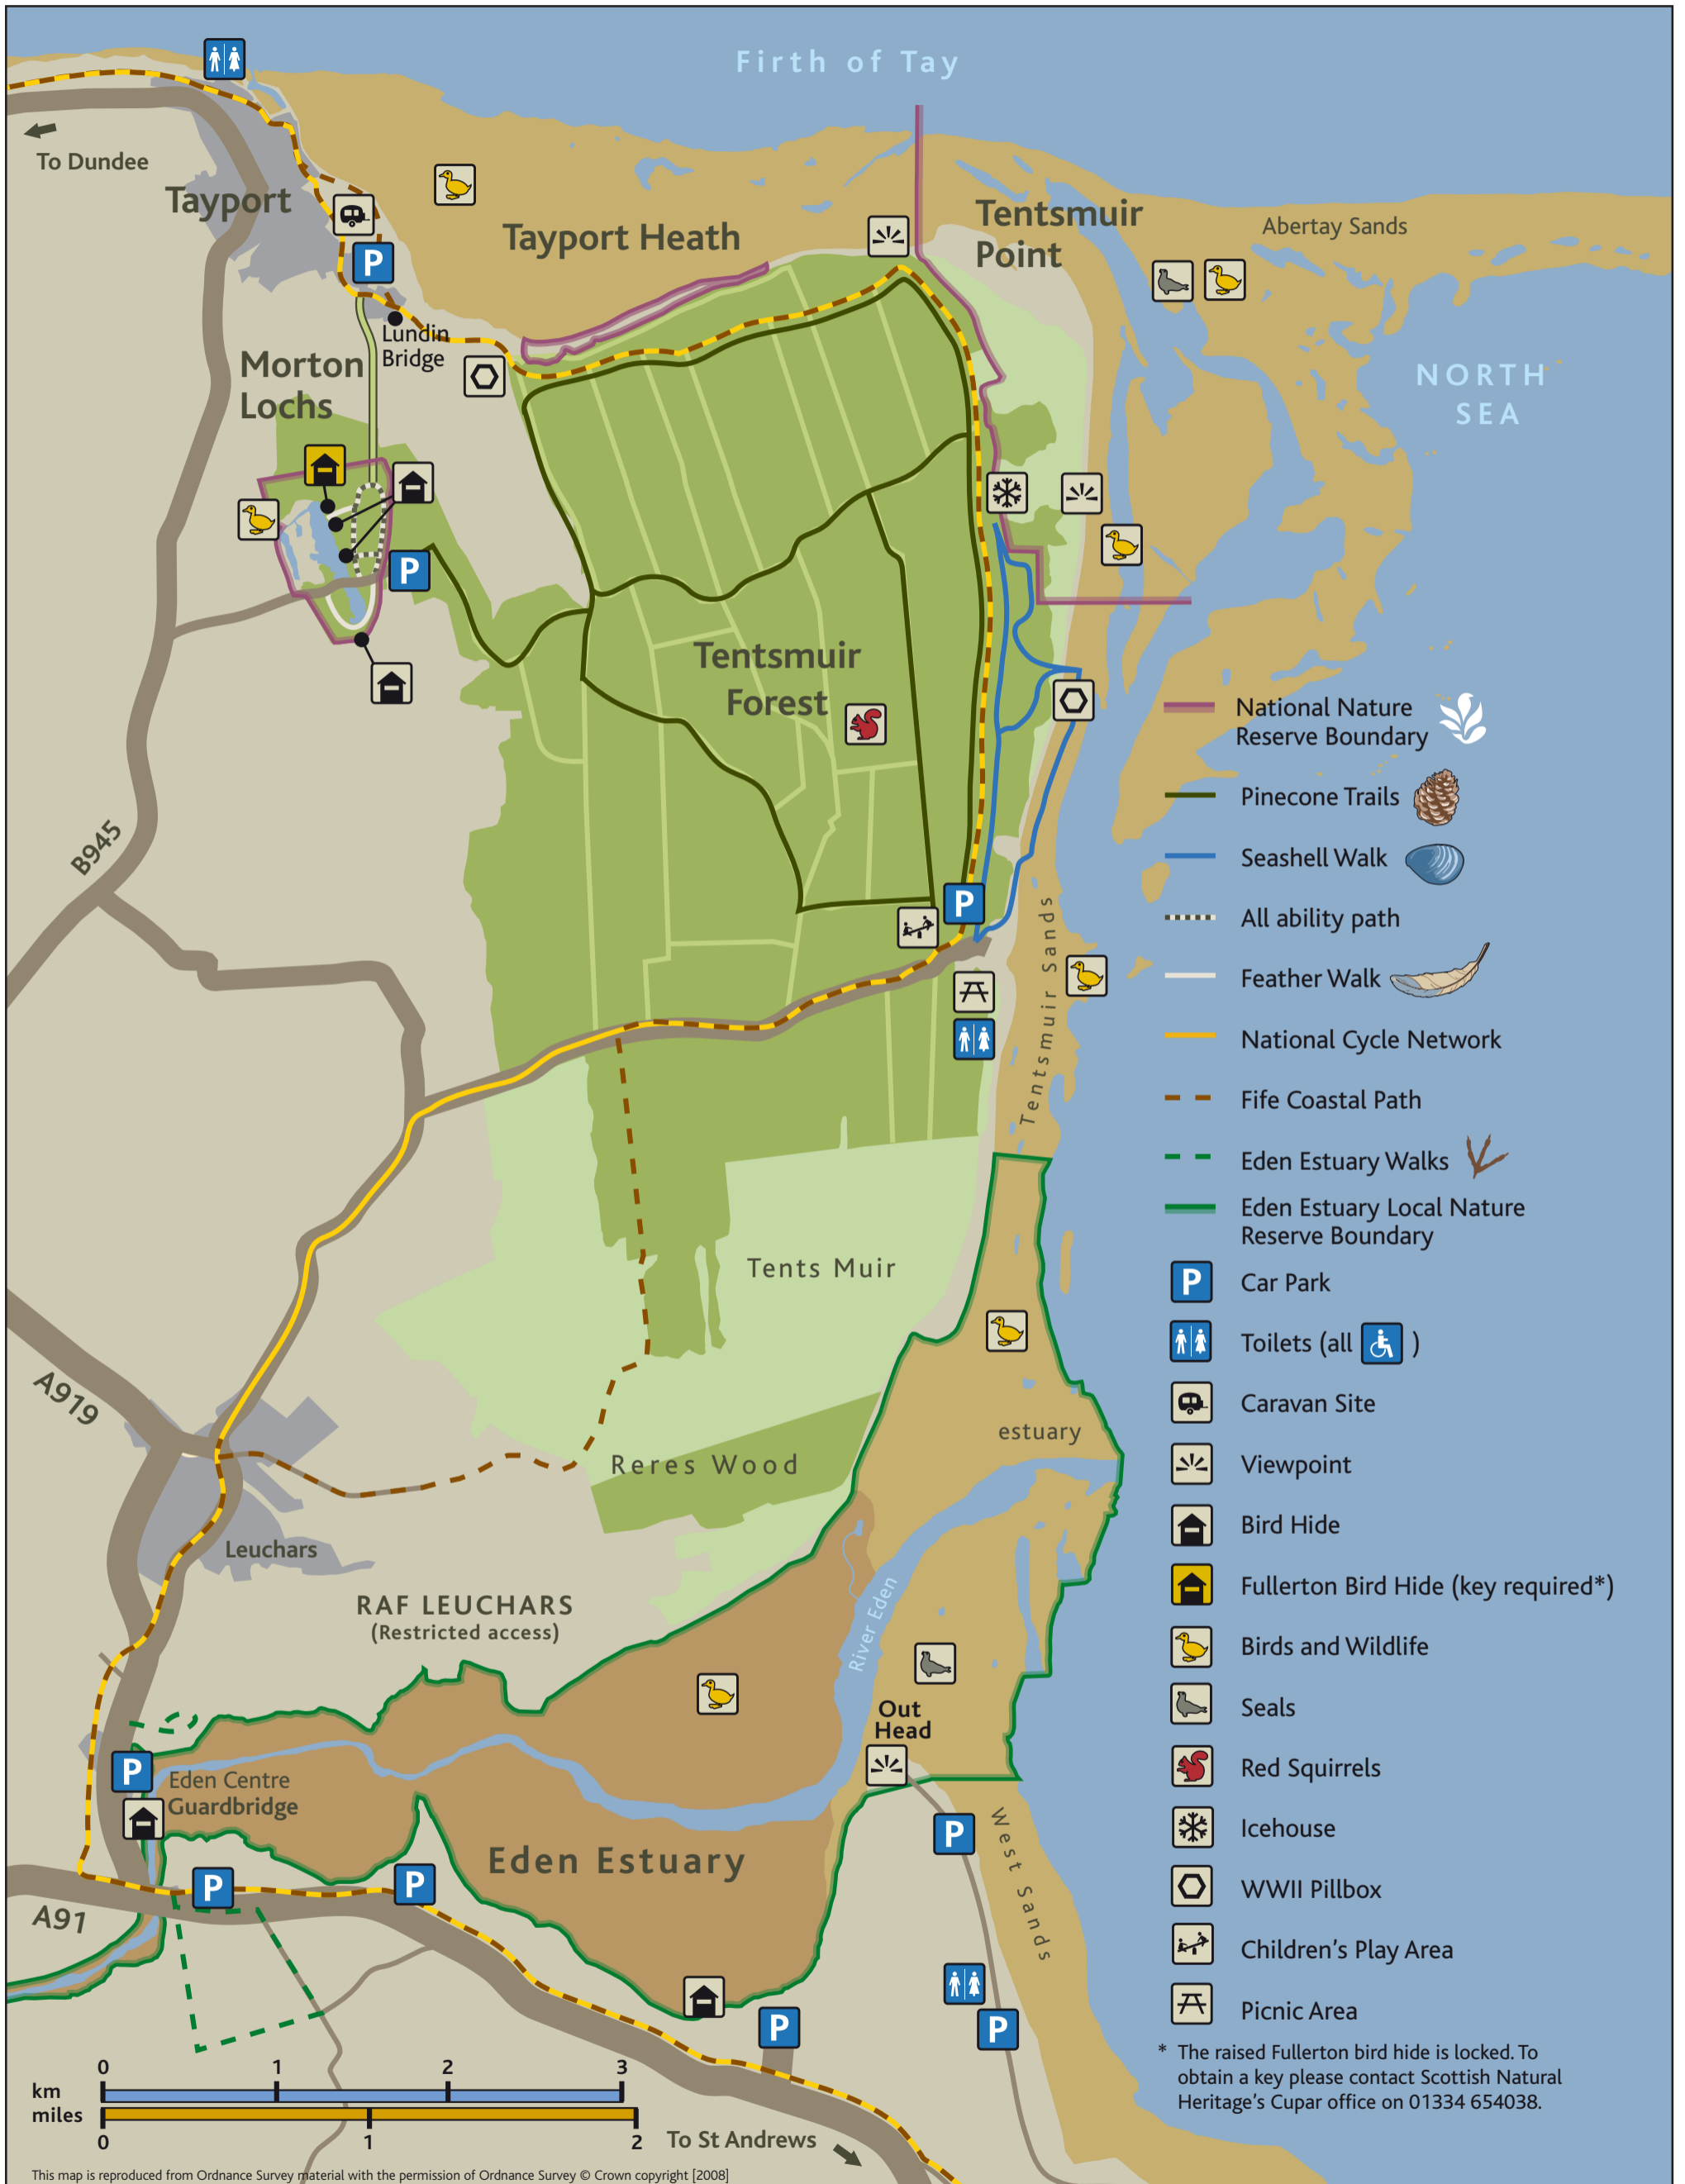 Firth of Tay
To Dundee
Tayport
Tayport Heath
Tentsmuir
Point
Abertay Sands
NORTH
SEA
Lundin
Bridge
Morton
Lochs
P
P
Tentsmuir
Forest
B945
P
Tentsmuir Sands
Tents Muir
A919
estuary
Reres Wood
Leuchars
RAF LEUCHARS
(Restricted access)
River Eden
Out
Head
P
Eden Centre
Guardbridge
P
West Sands
Eden Estuary
P
P
A91
P
P
National Nature
Reserve Boundary
Pinecone Trails
Seashell Walk
All ability path
Feather Walk
National Cycle Network
Fife Coastal Path
Eden Estuary Walks
Eden Estuary Local Nature
Reserve Boundary
P Car Park
Toilets (all )
Caravan Site
Viewpoint
Bird Hide
Fullerton Bird Hide (key required*)
Birds and Wildlife
Seals
Red Squirrels
Icehouse
WWII Pillbox
Children's Play Area
Picnic Area
* The raised Fullerton bird hide is locked. To
obtain a key please contact Scottish Natural
Heritage's Cupar office on 01334 654038.
0 1 2 3
km
miles
0 1 2
To St Andrews
This map is reproduced from Ordnance Survey material with the permission of Ordnance Survey © Crown copyright [2008]